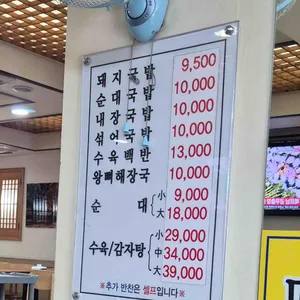 돼지국밥 9,500
순대국밥 10,000
내장국밥 10,000
섞어국밥 10,000
수육백반 13,000
왕뼈해장국 10,000
순대 小 9,000
大 18,000
수육/감자탕 小 29,000
中 34,000
大 39,000
※추가 반찬은 셀프입니다※